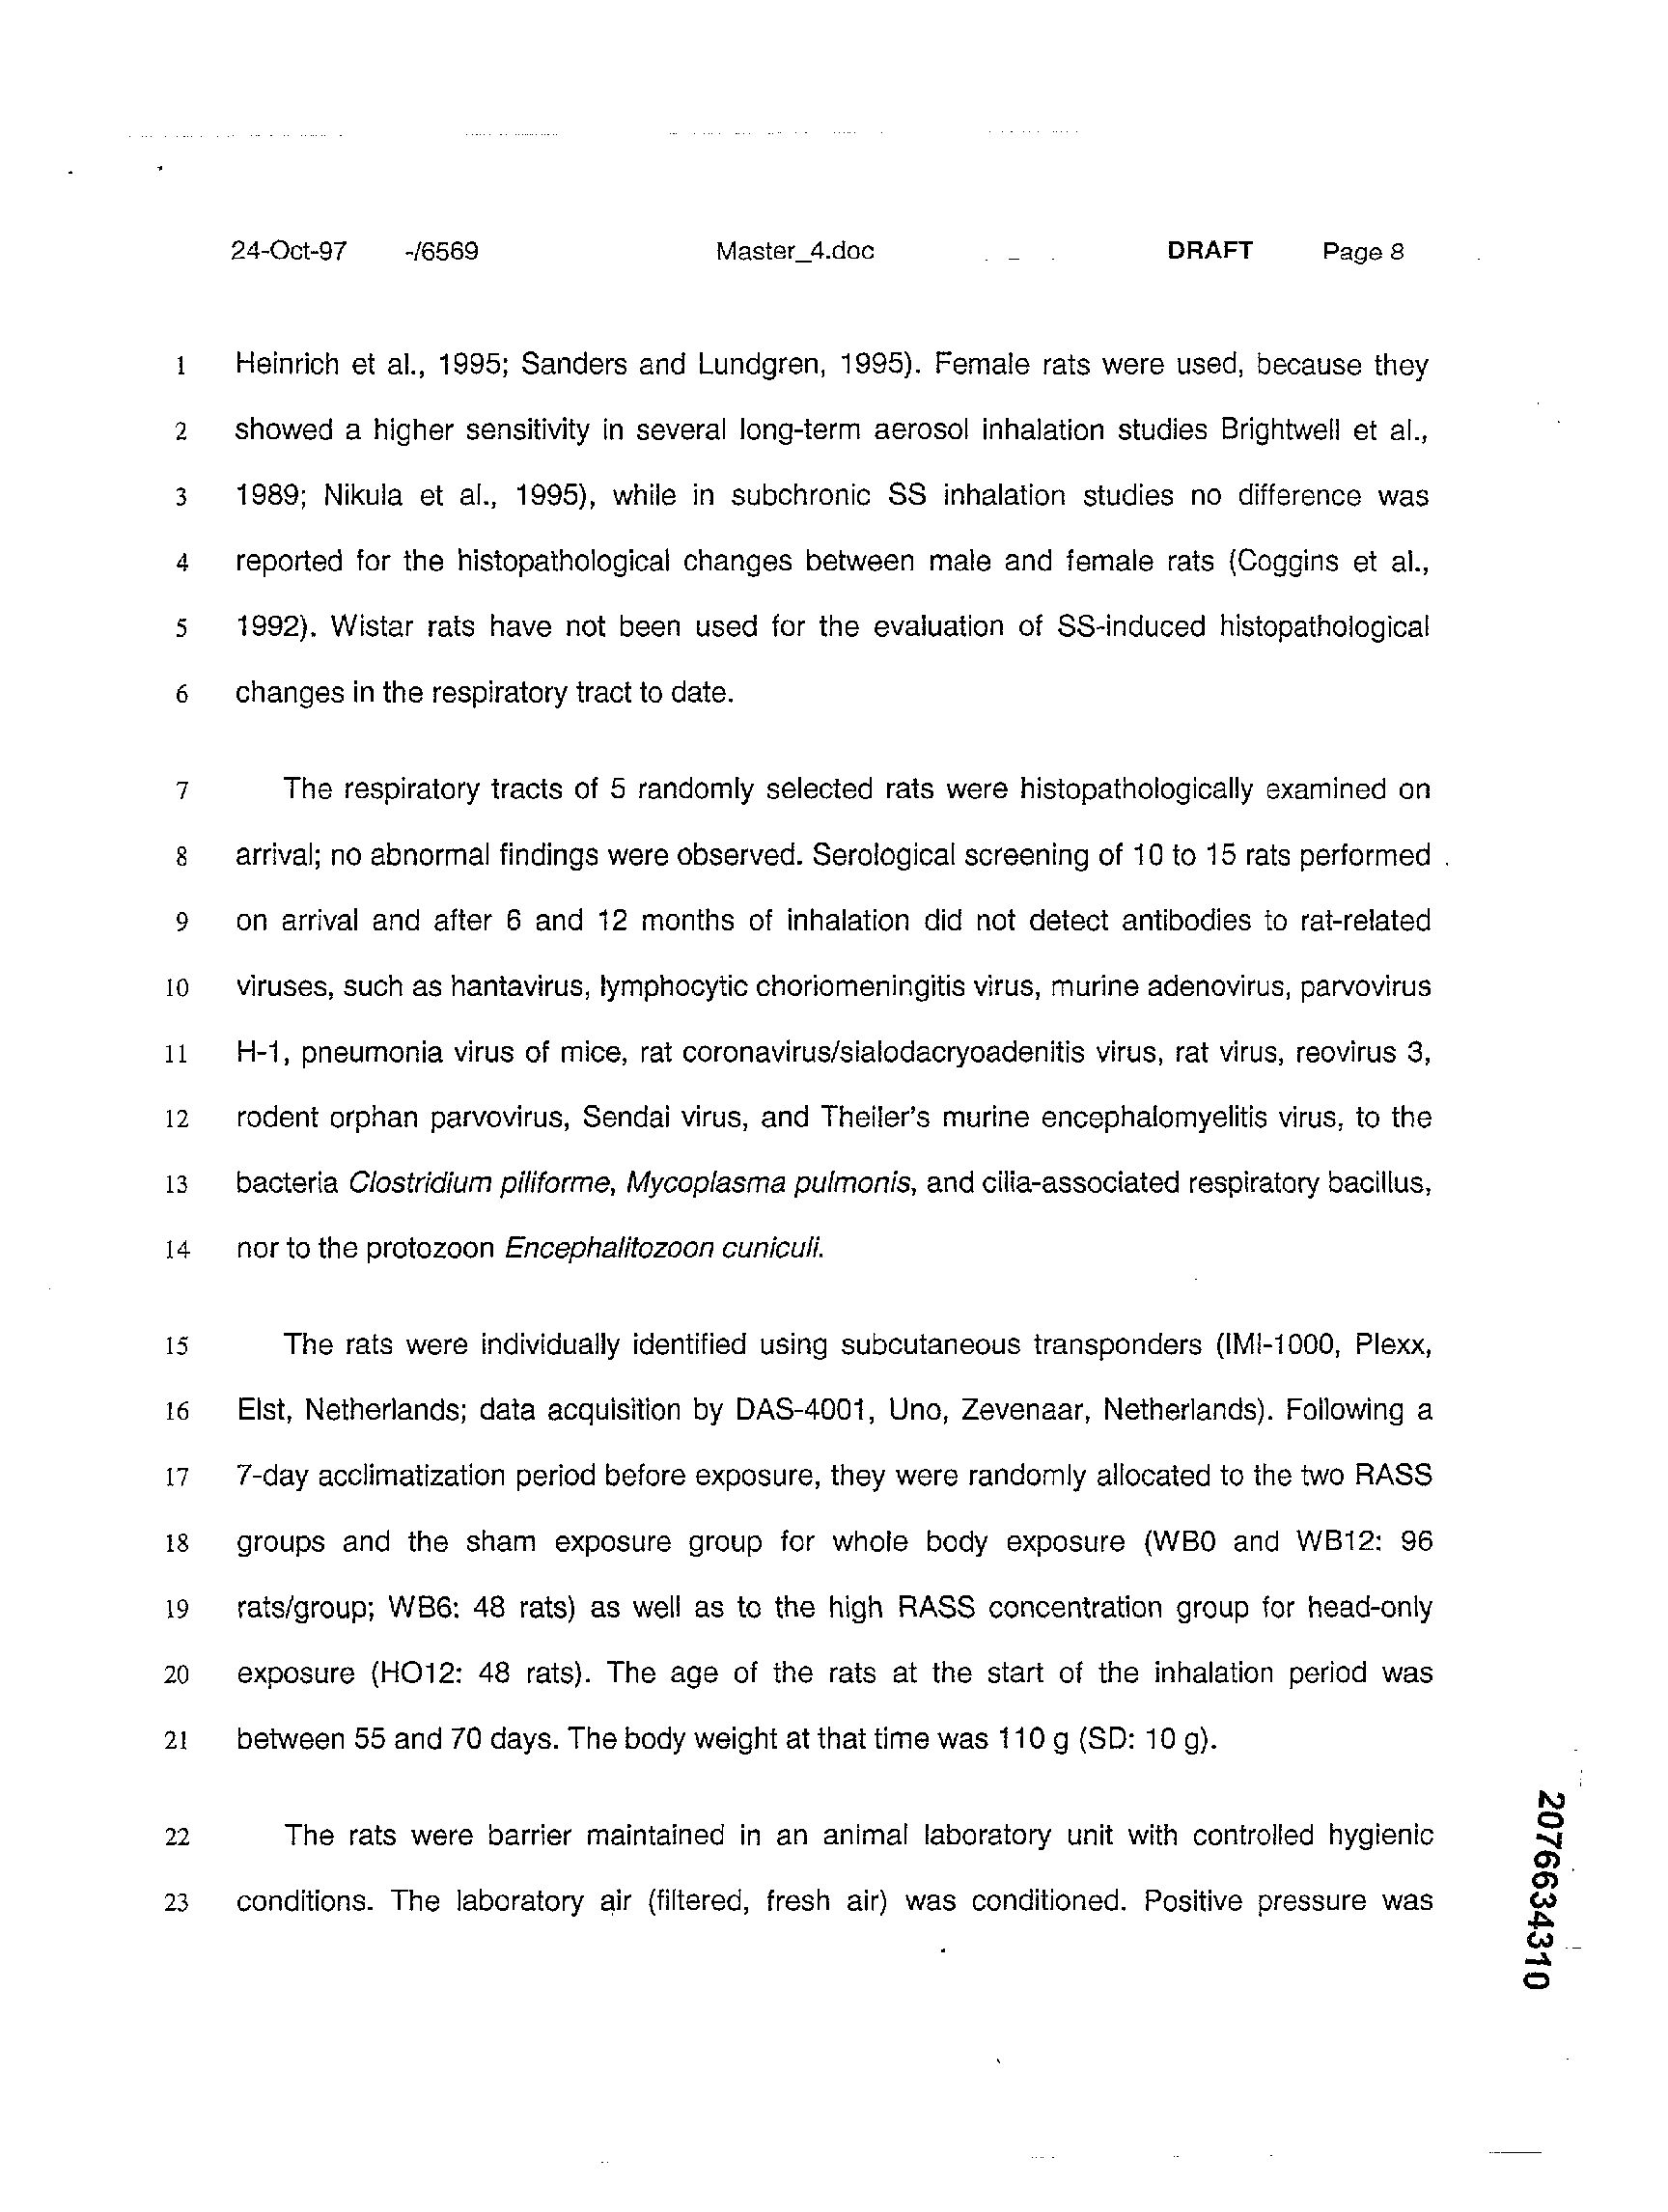 24-Oct-97 -/6569 Master_4.doc DRAFT Page 8
1 Heinrich et al., 1995; Sanders and Lundgren, 1995). Female rats were used, because they
2 showed a higher sensitivity in several long-term aerosol inhalation studies Brightwell et al.,
3 1989; Nikula et al., 1995), while in subchronic SS inhalation studies no difference was
4 reported for the histopathological changes between male and female rats (Coggins et al.,
5 1992). Wistar rats have not been used for the evaluation of SS-induced histopathological
6 changes in the respiratory tract to date.
7 The respiratory tracts of 5 randomly selected rats were histopathologically examined on
8 arrival; no abnormal findings were observed. Serological screening of 10 to 15 rats performed
9 on arrival and after 6 and 12 months of inhalation did not detect antibodies to rat-related
10 viruses, such as hantavirus, lymphocytic choriomeningitis virus, murine adenovirus, parvovirus
11 H-1, pneumonia virus of mice, rat coronavirus/sialodacryoadenitis virus, rat virus, reovirus 3,
12 rodent orphan parvovirus, Sendai virus, and Theiler's murine encephalomyelitis virus, to the
13 bacteria Clostridium piliforme, Mycoplasma pulmonis, and cilia-associated respiratory bacillus,
14 nor to the protozoon Encephalitozoon cuniculi.
15 The rats were individually identified using subcutaneous transponders (IMI-1000, Plexx,
16 Elst, Netherlands; data acquisition by DAS-4001, Uno, Zevenaar, Netherlands). Following a
17 7-day acclimatization period before exposure, they were randomly allocated to the two RASS
18 groups and the sham exposure group for whole body exposure (WB0 and WB12: 96
19 rats/group; WB6: 48 rats) as well as to the high RASS concentration group for head-only
20 exposure (HO12: 48 rats). The age of the rats at the start of the inhalation period was
21 between 55 and 70 days. The body weight at that time was 110 g (SD: 10 g).
22 The rats were barrier maintained in an animal laboratory unit with controlled hygienic
23 conditions. The laboratory air (filtered, fresh air) was conditioned. Positive pressure was
2076634310